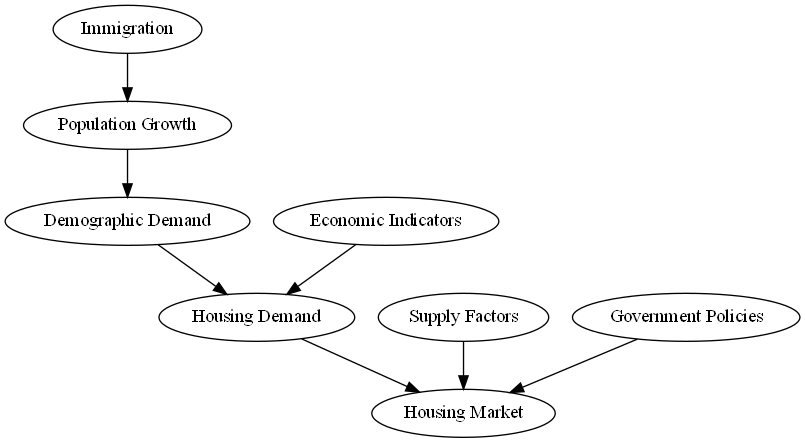 Immigration
Population Growth
Demographic Demand
Economic Indicators
Housing Demand
Supply Factors
Government Policies
Housing Market